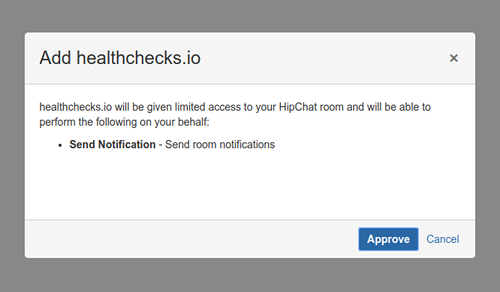 Add healthchecks.io
×
healthchecks.io will be given limited access to your HipChat room and will be able to
perform the following on your behalf:
• Send Notification - Send room notifications
Approve Cancel